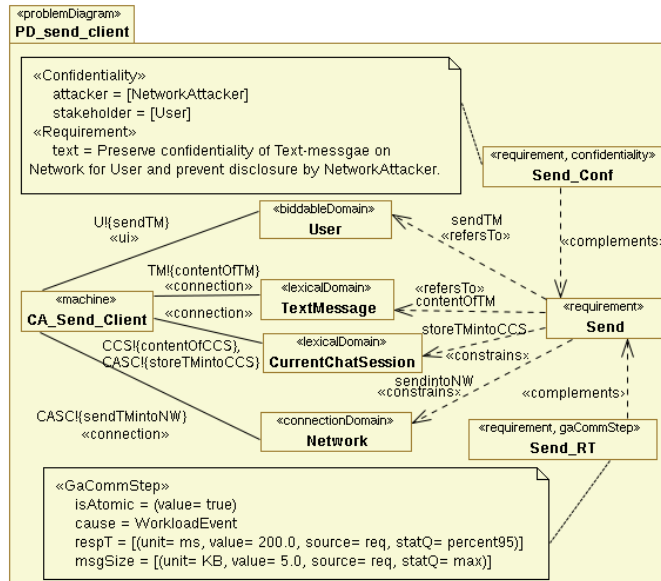 «problemDiagram»
PD_send_client
«Confidentiality»
attacker = [NetworkAttacker]
stakeholder = [User]
«Requirement»
text = Preserve confidentiality of Text-messgae on
Network for User and prevent disclosure by NetworkAttacker.
«requirement, confidentiality»
Send_Conf
U!{sendTM}
«ui»
«biddableDomain»
User
sendTM
«refersTo»
«complements»
TM!{contentOfTM}
«connection»
«lexicalDomain»
TextMessage
«refersTo»
contentOfTM
«machine»
CA_Send_Client
«connection»
«requirement»
Send
storeTMintoCCS
«lexicalDomain»
CurrentChatSession
«constrains»
CCS!{contentOfCCS},
CASC!{storeTMintoCCS}
sendintoNW
«constrains»
«complements»
CASC!{sendTMintoNW}
«connection»
«connectionDomain»
Network
«requirement, gaCommStep»
Send_RT
«GaCommStep»
isAtomic = (value= true)
cause = WorkloadEvent
respT = [(unit= ms, value= 200.0, source= req, statQ= percent95)]
msgSize = [(unit= KB, value= 5.0, source= req, statQ= max)]